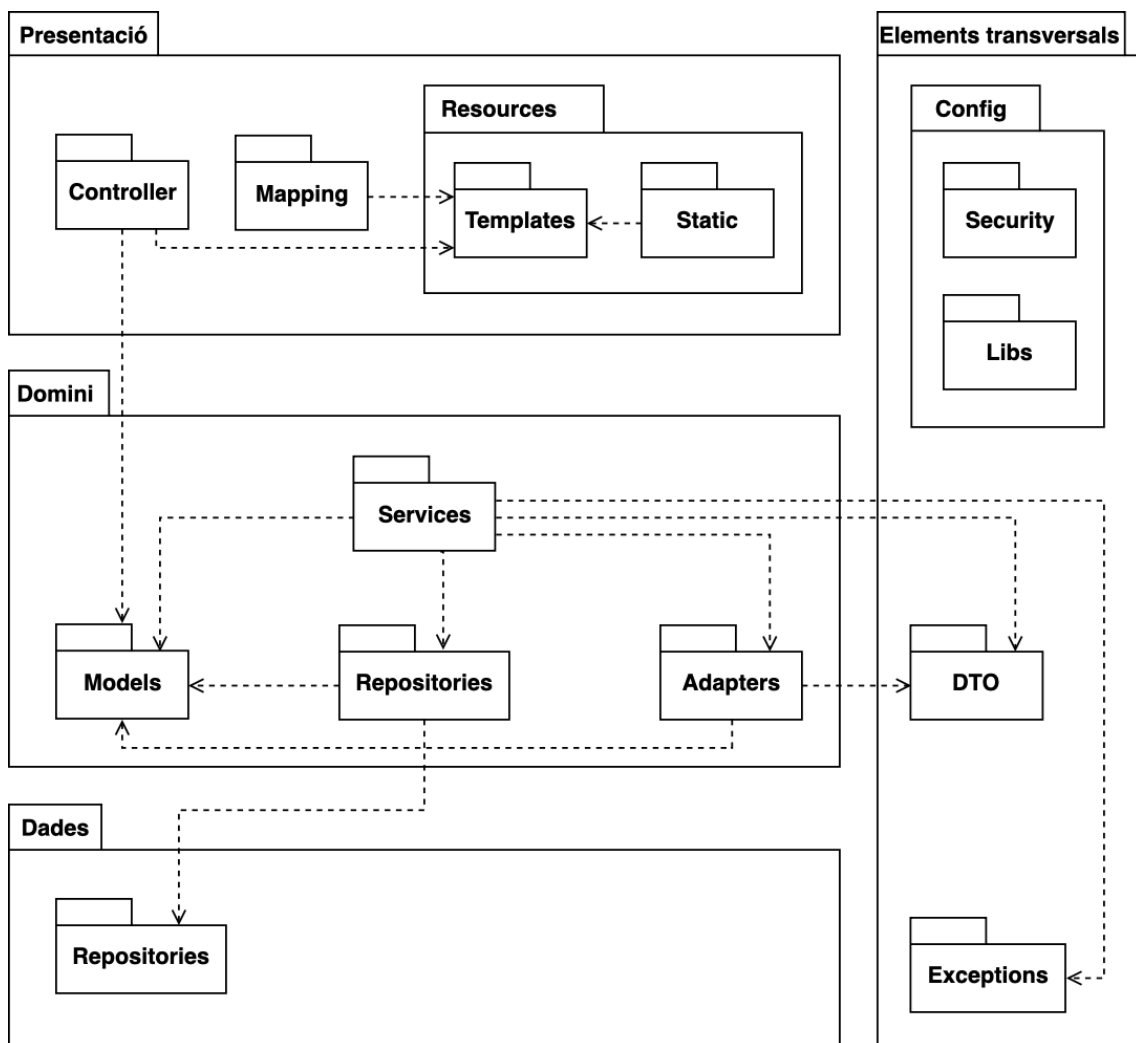 Presentació
Elements transversals
Resources
Config
Controller
Mapping
Templates
Static
Security
Libs
Domini
Services
Models
Repositories
Adapters
DTO
Dades
Repositories
Exceptions